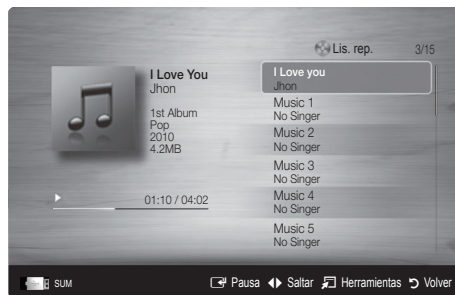 Lis. rep. 3/15
I Love You
Jhon
1st Album
Pop
2010
4.2MB
01:10 / 04:02
I Love you
Jhon
Music 1
No Singer
Music 2
No Singer
Music 3
No Singer
Music 4
No Singer
Music 5
No Singer
SUM Pausa Saltar Herramientas Volver